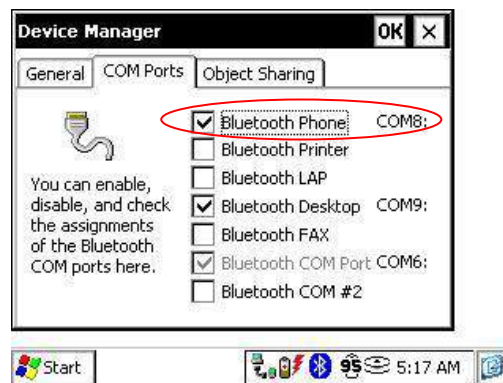 Device Manager OK ×
General COM Ports Object Sharing
Bluetooth Phone COM8:
Bluetooth Printer
Bluetooth LAP
Bluetooth Desktop COM9:
Bluetooth FAX
Bluetooth COM Port COM6:
Bluetooth COM #2
You can enable,
disable, and check
the assignments
of the Bluetooth
COM ports here.
Start 95 5:17 AM